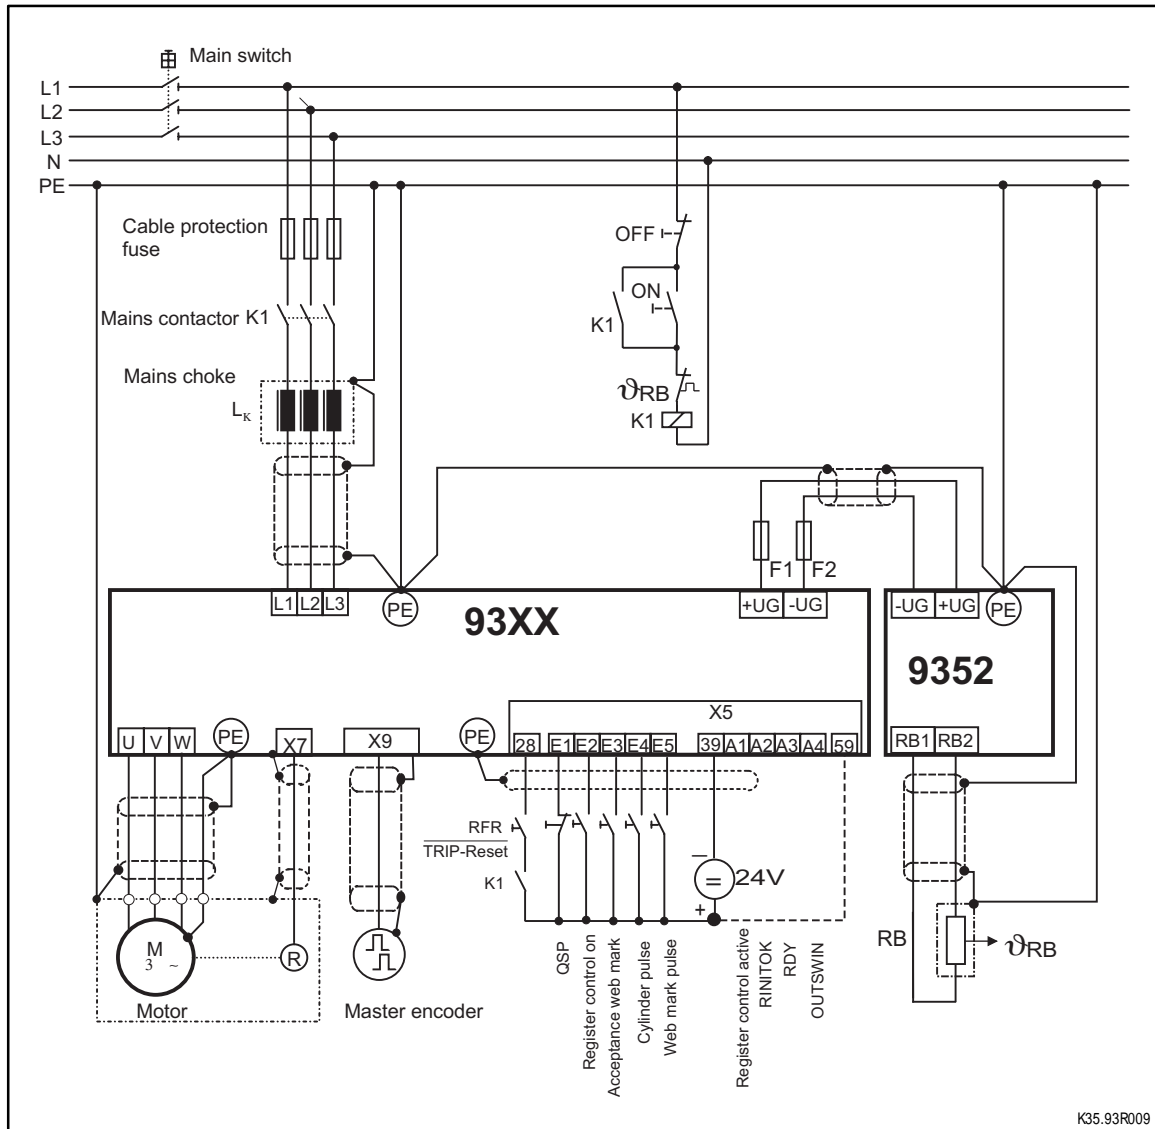 Main switch
L1
L2
L3
N
PE
Cable protection
fuse
OFF
ON
K1
Mains contactor K1
Mains choke
LK
ϑRB
K1
F1 F2
L1 L2 L3 PE +UG -UG -UG +UG PE
93XX
9352
X5
U V W PE X7 X9 PE 28 E1 E2 E3 E4 E5 39 A1 A2 A3 A4 59 RB1 RB2
RFR
TRIP-Reset
K1
24V
=
–
+
M
3 ~
R
Motor
Master encoder
QSP
Register control on
Acceptance web mark
Cylinder pulse
Web mark pulse
Register control active
RINITOK
RDY
OUTSWIN
RB
ϑRB
K35.93R009